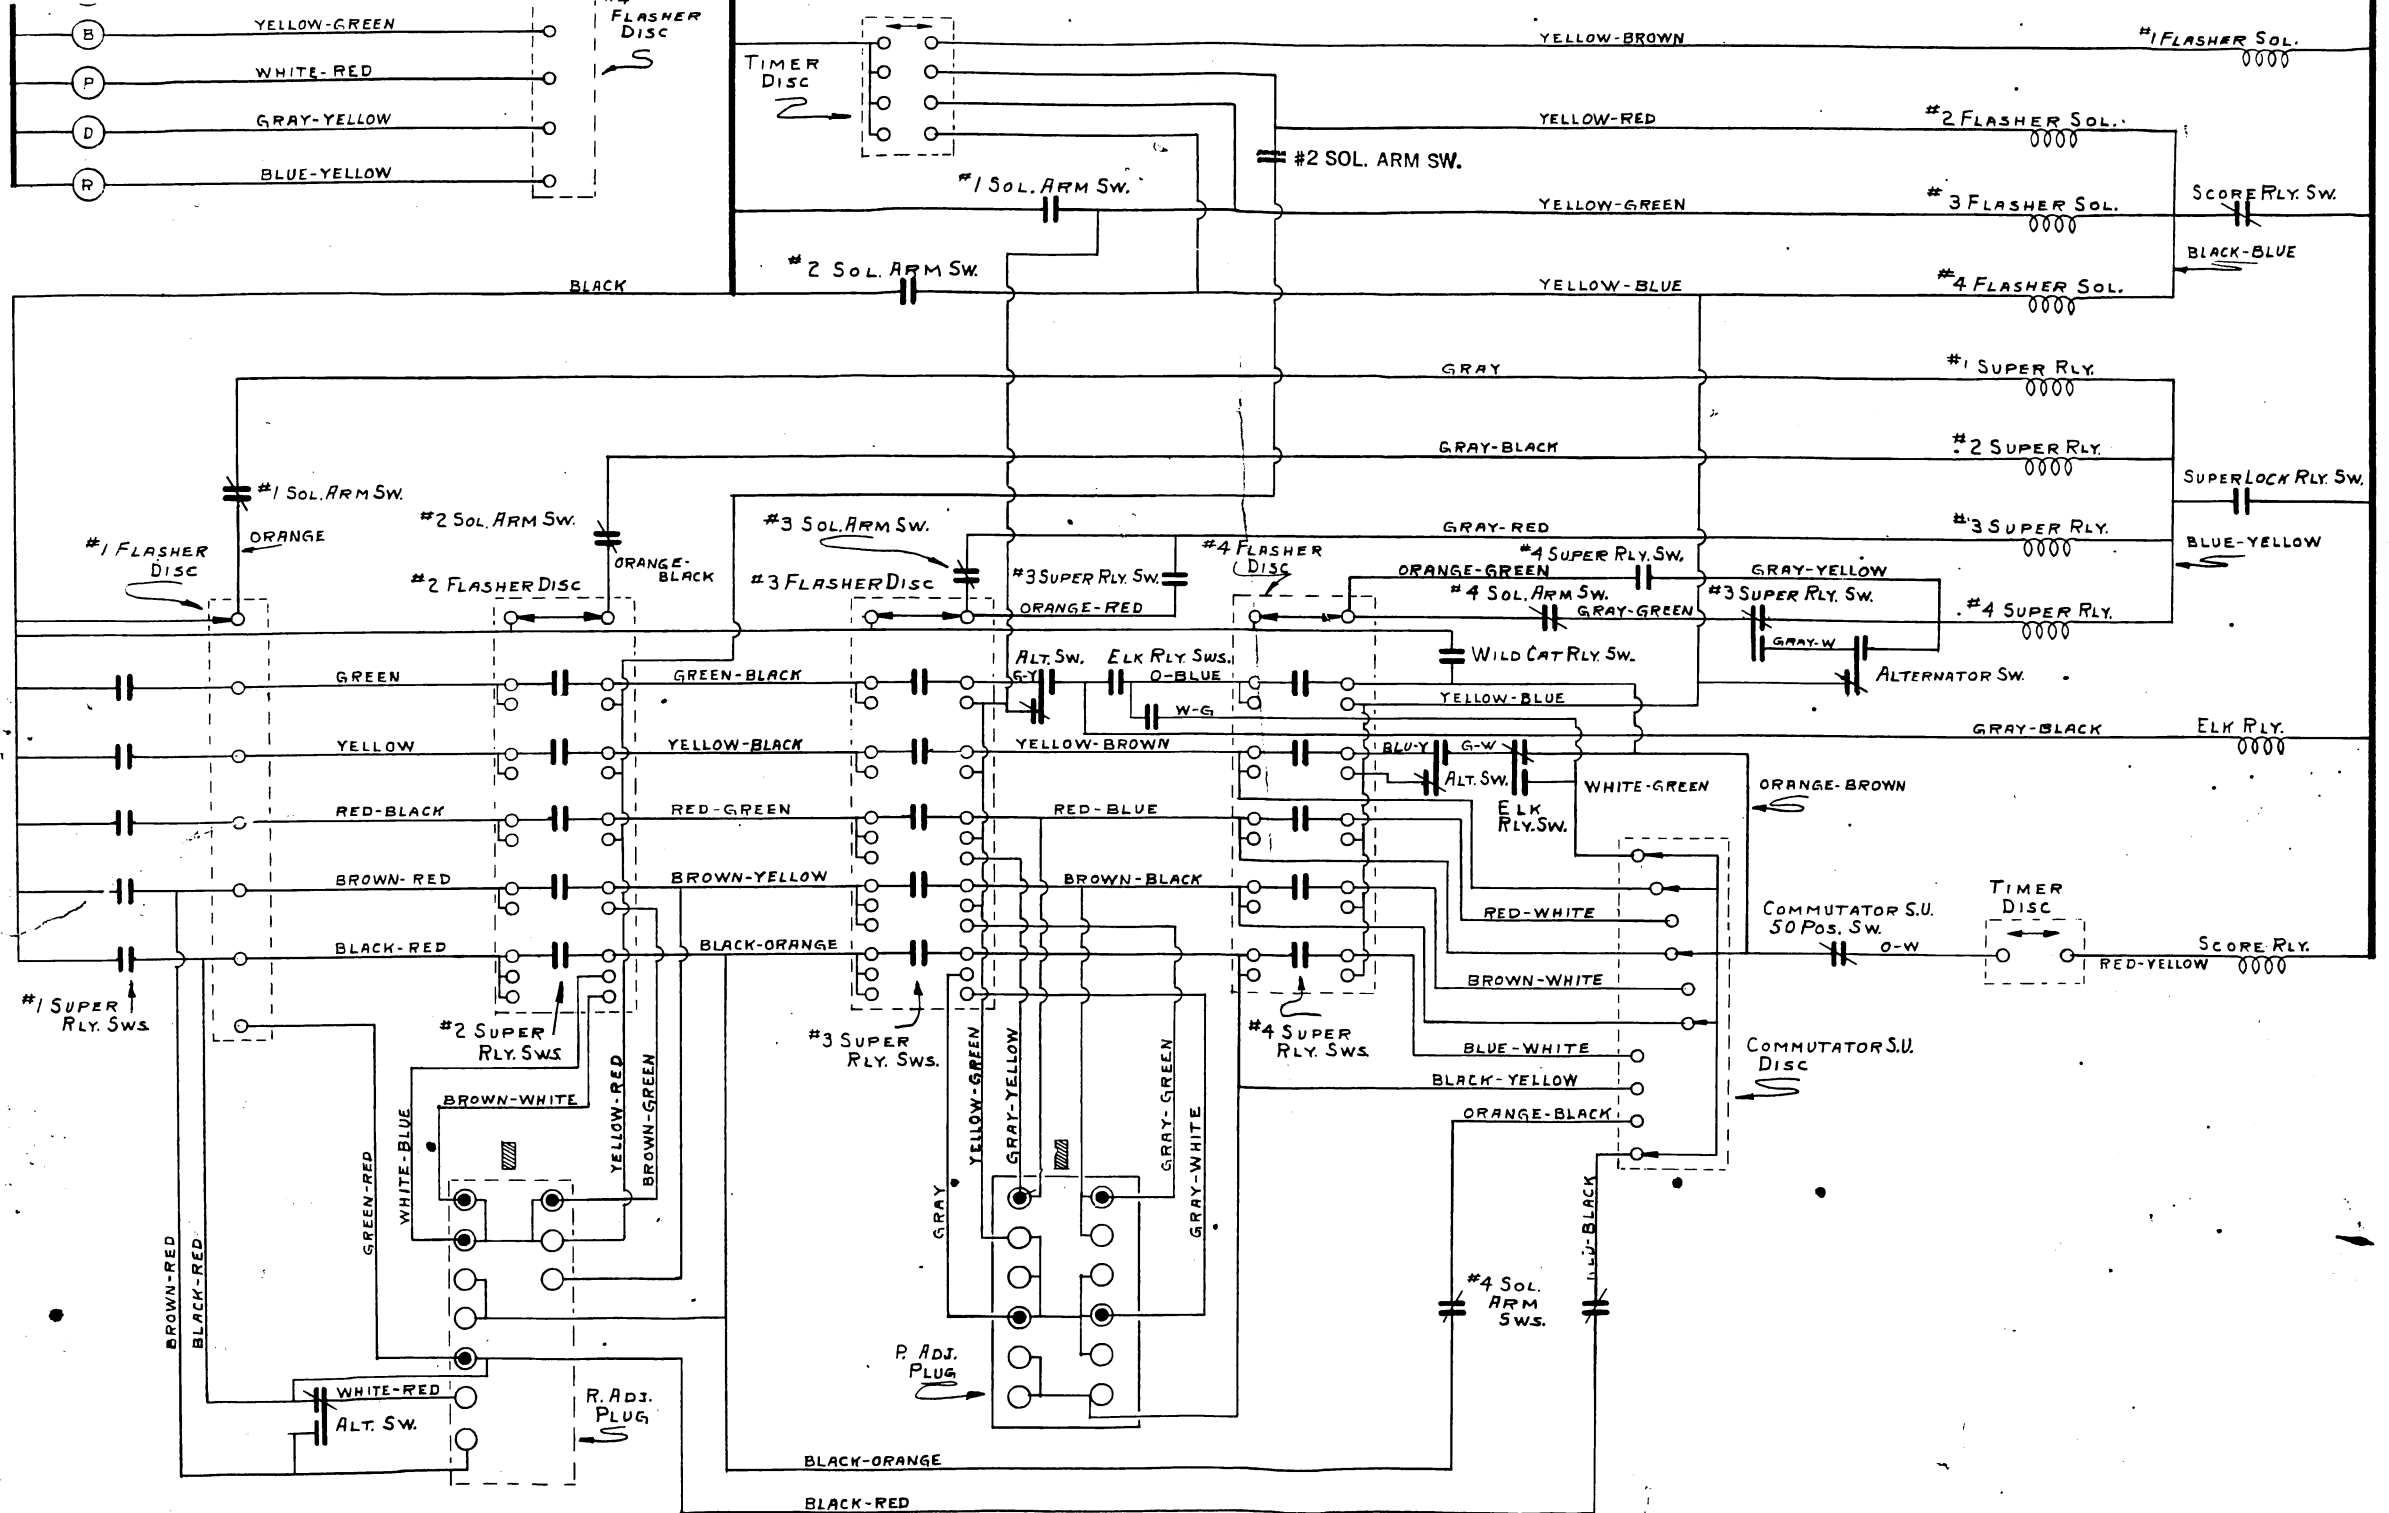 #4
FLASHER
DISC
B
YELLOW-GREEN
P
WHITE-RED
D
GRAY-YELLOW
R
BLUE-YELLOW
TIMER
DISC
YELLOW-BROWN
#1 FLASHER SOL.
YELLOW-RED
#2 FLASHER SOL.
#2 SOL. ARM SW.
#1 SOL. ARM SW.
YELLOW-GREEN
#3 FLASHER SOL.
SCORE RLY. SW.
BLACK-BLUE
BLACK
#2 SOL. ARM SW.
YELLOW-BLUE
#4 FLASHER SOL.
GRAY
#1 SUPER RLY.
GRAY-BLACK
#2 SUPER RLY.
SUPER LOCK RLY. SW.
#1 SOL. ARM SW.
ORANGE
#1 FLASHER
DISC
#2 SOL. ARM SW.
ORANGE-
BLACK
#2 FLASHER DISC
#3 SOL. ARM SW.
#3 FLASHER DISC
#3 SUPER RLY. SW.
ORANGE-RED
GRAY-RED
#3 SUPER RLY.
BLUE-YELLOW
#4 FLASHER
DISC
#4 SUPER RLY. SW.
ORANGE-GREEN
GRAY-YELLOW
#4 SOL. ARM SW.
GRAY-GREEN
#3 SUPER RLY. SW.
#4 SUPER RLY.
GRAY-W
ALTERNATOR SW.
WILD CAT RLY. SW.
ALT. SW.
G-Y
ELK RLY. SWS.
O-BLUE
W-G
YELLOW-BLUE
GREEN
GREEN-BLACK
GRAY-BLACK
ELK RLY.
YELLOW
YELLOW-BLACK
YELLOW-BROWN
BLU-Y
G-W
ALT. SW.
ELK
RLY. SW.
WHITE-GREEN
ORANGE-BROWN
RED-BLACK
RED-GREEN
RED-BLUE
BROWN-RED
BROWN-YELLOW
BROWN-BLACK
RED-WHITE
COMMUTATOR S.U.
50 POS. SW.
O-W
TIMER
DISC
RED-YELLOW
SCORE RLY.
BLACK-RED
BLACK-ORANGE
BROWN-WHITE
#1 SUPER
RLY. SWS.
#2 SUPER
RLY. SWS.
#3 SUPER
RLY. SWS.
#4 SUPER
RLY. SWS.
BLUE-WHITE
BLACK-YELLOW
ORANGE-BLACK
COMMUTATOR S.U.
DISC
BROWN-WHITE
WHITE-BLUE
GREEN-RED
YELLOW-RED
BROWN-GREEN
BROWN-RED
BLACK-RED
GRAY
YELLOW-GREEN
GRAY-YELLOW
GRAY-GREEN
GRAY-WHITE
#4 SOL.
ARM
SWS.
BLU-BLACK
P. ADJ.
PLUG
WHITE-RED
ALT. SW.
R. ADJ.
PLUG
BLACK-ORANGE
BLACK-RED